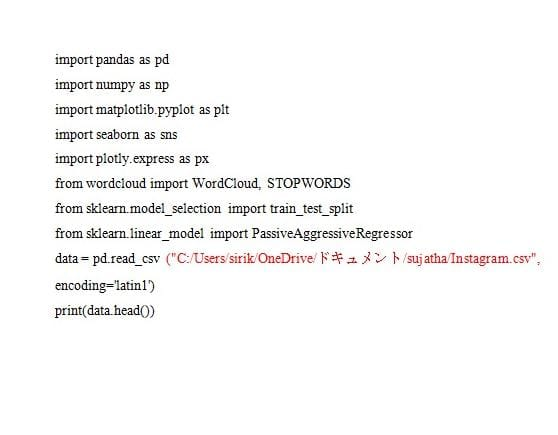 import pandas as pd
import numpy as np
import matplotlib.pyplot as plt
import seaborn as sns
import plotly.express as px
from wordcloud import WordCloud, STOPWORDS
from sklearn.model_selection import train_test_split
from sklearn.linear_model import PassiveAggressiveRegressor
data = pd.read_csv ("C:/Users/sirik/OneDrive/ドキュメント/sujatha/Instagram.csv",
encoding='latin1')
print(data.head())